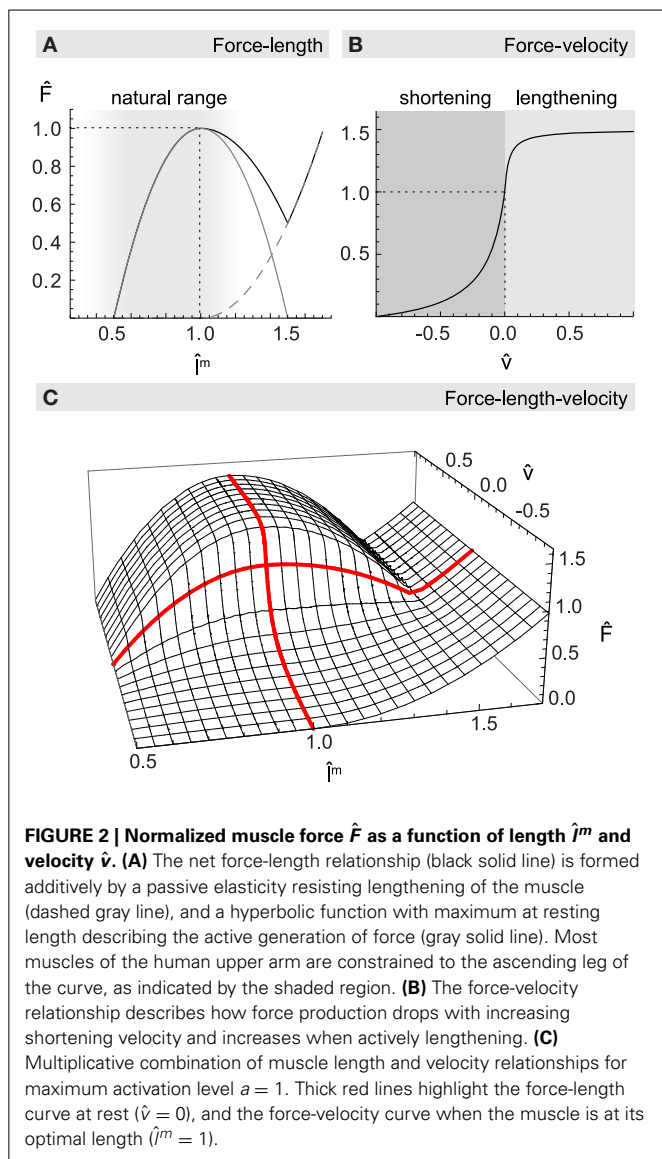 A Force-length
B Force-velocity
F̂
natural range
1.0
0.8
0.6
0.4
0.2
0.5 1.0 1.5
l̂ᵐ
shortening lengthening
1.5
1.0
0.5
-0.5 0.0 0.5
v̂
C Force-length-velocity
0.5
0.0
-0.5
v̂
1.5
1.0
0.5
0.0
F̂
0.5
1.0
1.5
l̂ᵐ
FIGURE 2 | Normalized muscle force F̂ as a function of length l̂ᵐ and
velocity v̂. (A) The net force-length relationship (black solid line) is formed
additively by a passive elasticity resisting lengthening of the muscle
(dashed gray line), and a hyperbolic function with maximum at resting
length describing the active generation of force (gray solid line). Most
muscles of the human upper arm are constrained to the ascending leg of
the curve, as indicated by the shaded region. (B) The force-velocity
relationship describes how force production drops with increasing
shortening velocity and increases when actively lengthening. (C)
Multiplicative combination of muscle length and velocity relationships for
maximum activation level a = 1. Thick red lines highlight the force-length
curve at rest (v̂ = 0), and the force-velocity curve when the muscle is at its
optimal length (l̂ᵐ = 1).